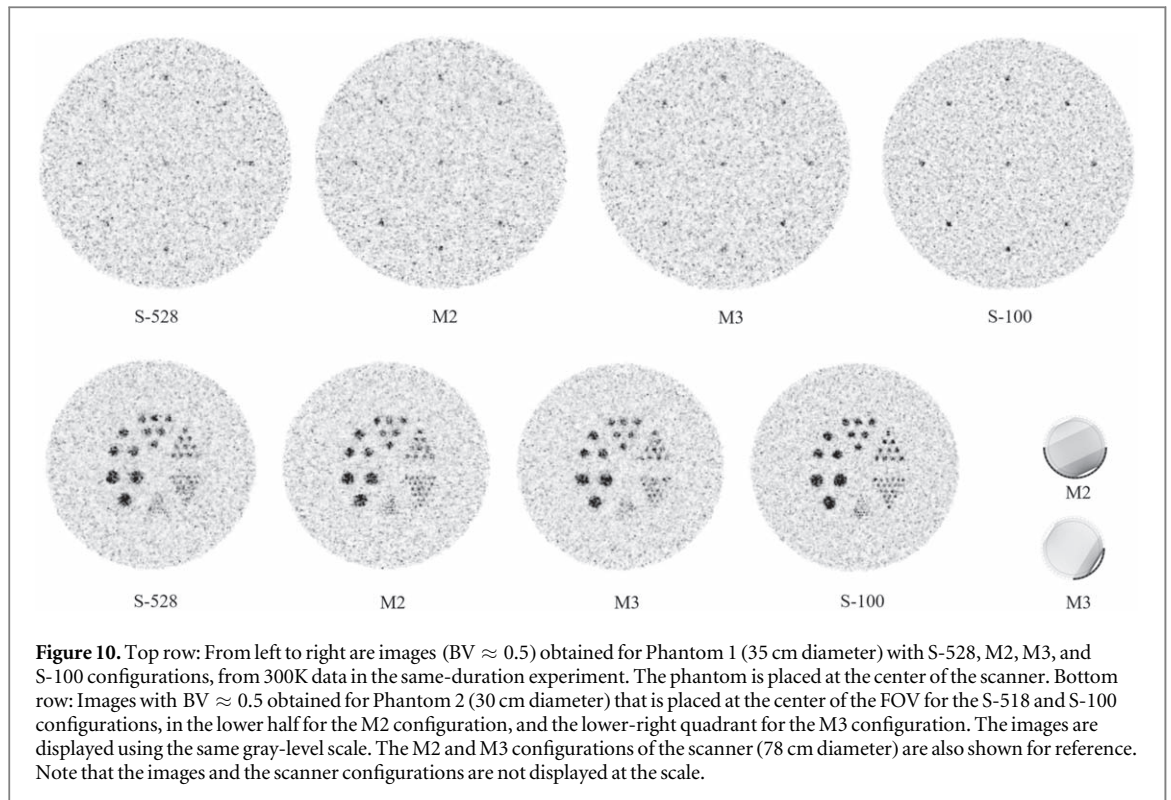 S-528 M2 M3 S-100
S-528 M2 M3 S-100
M2
M3
Figure 10. Top row: From left to right are images (BV ≈ 0.5) obtained for Phantom 1 (35 cm diameter) with S-528, M2, M3, and
S-100 configurations, from 300K data in the same-duration experiment. The phantom is placed at the center of the scanner. Bottom
row: Images with BV ≈ 0.5 obtained for Phantom 2 (30 cm diameter) that is placed at the center of the FOV for the S-518 and S-100
configurations, in the lower half for the M2 configuration, and the lower-right quadrant for the M3 configuration. The images are
displayed using the same gray-level scale. The M2 and M3 configurations of the scanner (78 cm diameter) are also shown for reference.
Note that the images and the scanner configurations are not displayed at the scale.